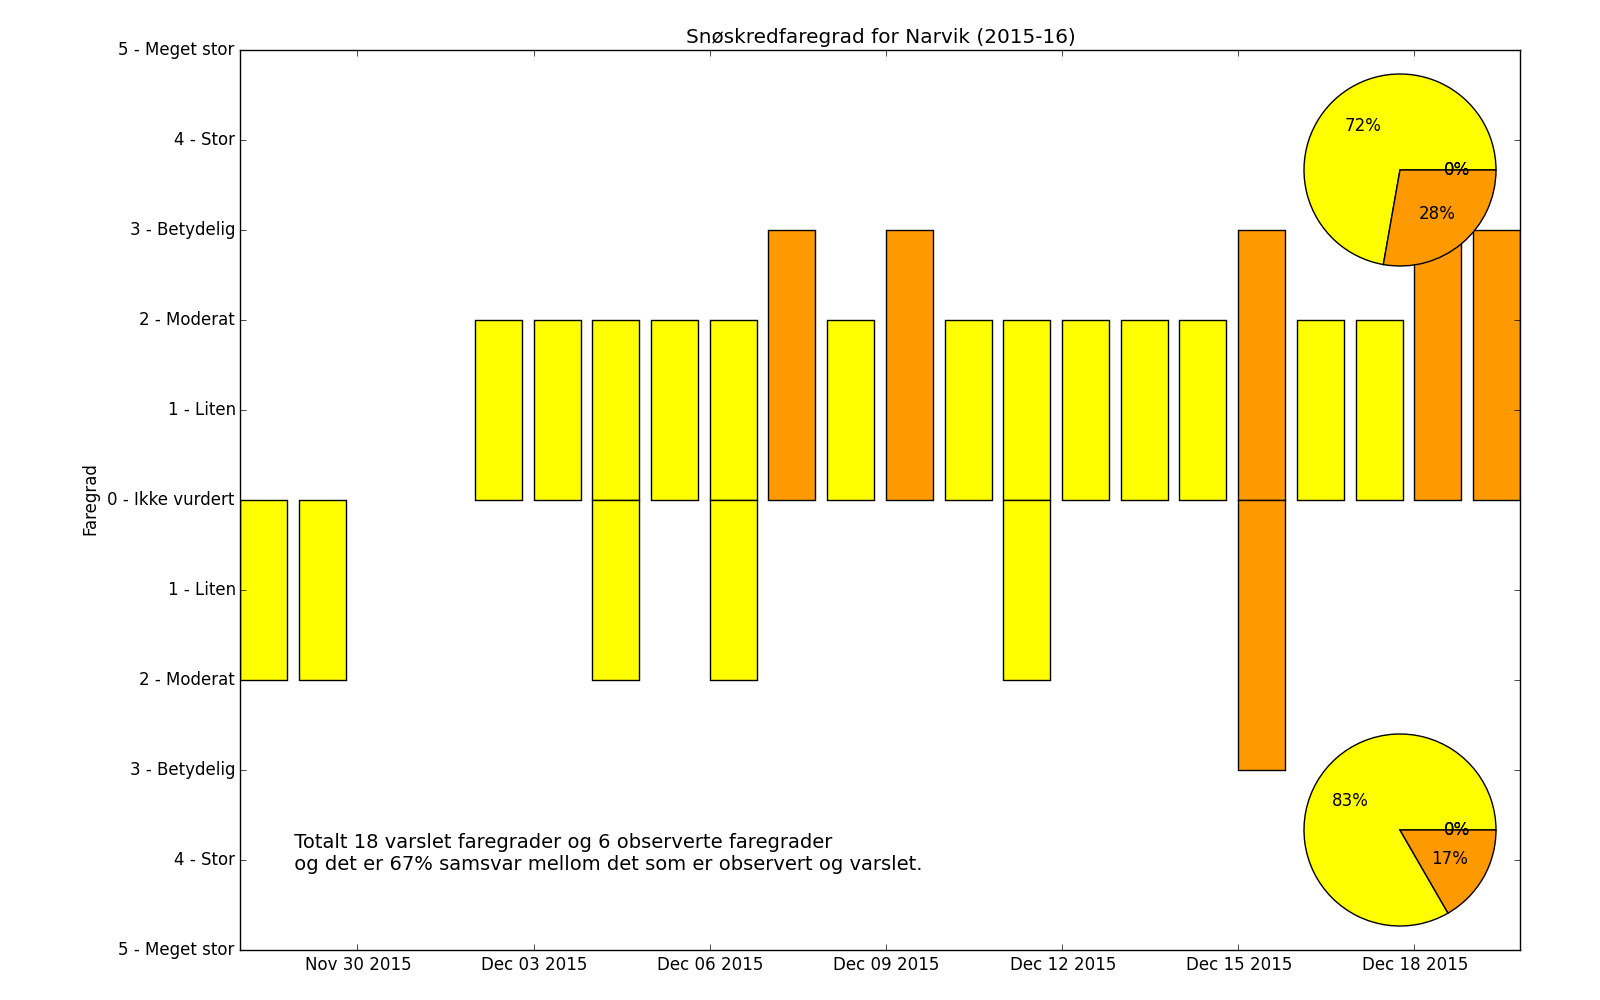 Snøskredfaregrad for Narvik (2015-16)
5 - Meget stor
4 - Stor
3 - Betydelig
2 - Moderat
1 - Liten
0 - Ikke vurdert
1 - Liten
2 - Moderat
3 - Betydelig
4 - Stor
5 - Meget stor
Faregrad
72%
0%
28%
83%
0%
17%
Totalt 18 varslet faregrader og 6 observerte faregrader
og det er 67% samsvar mellom det som er observert og varslet.
Nov 30 2015 Dec 03 2015 Dec 06 2015 Dec 09 2015 Dec 12 2015 Dec 15 2015 Dec 18 2015